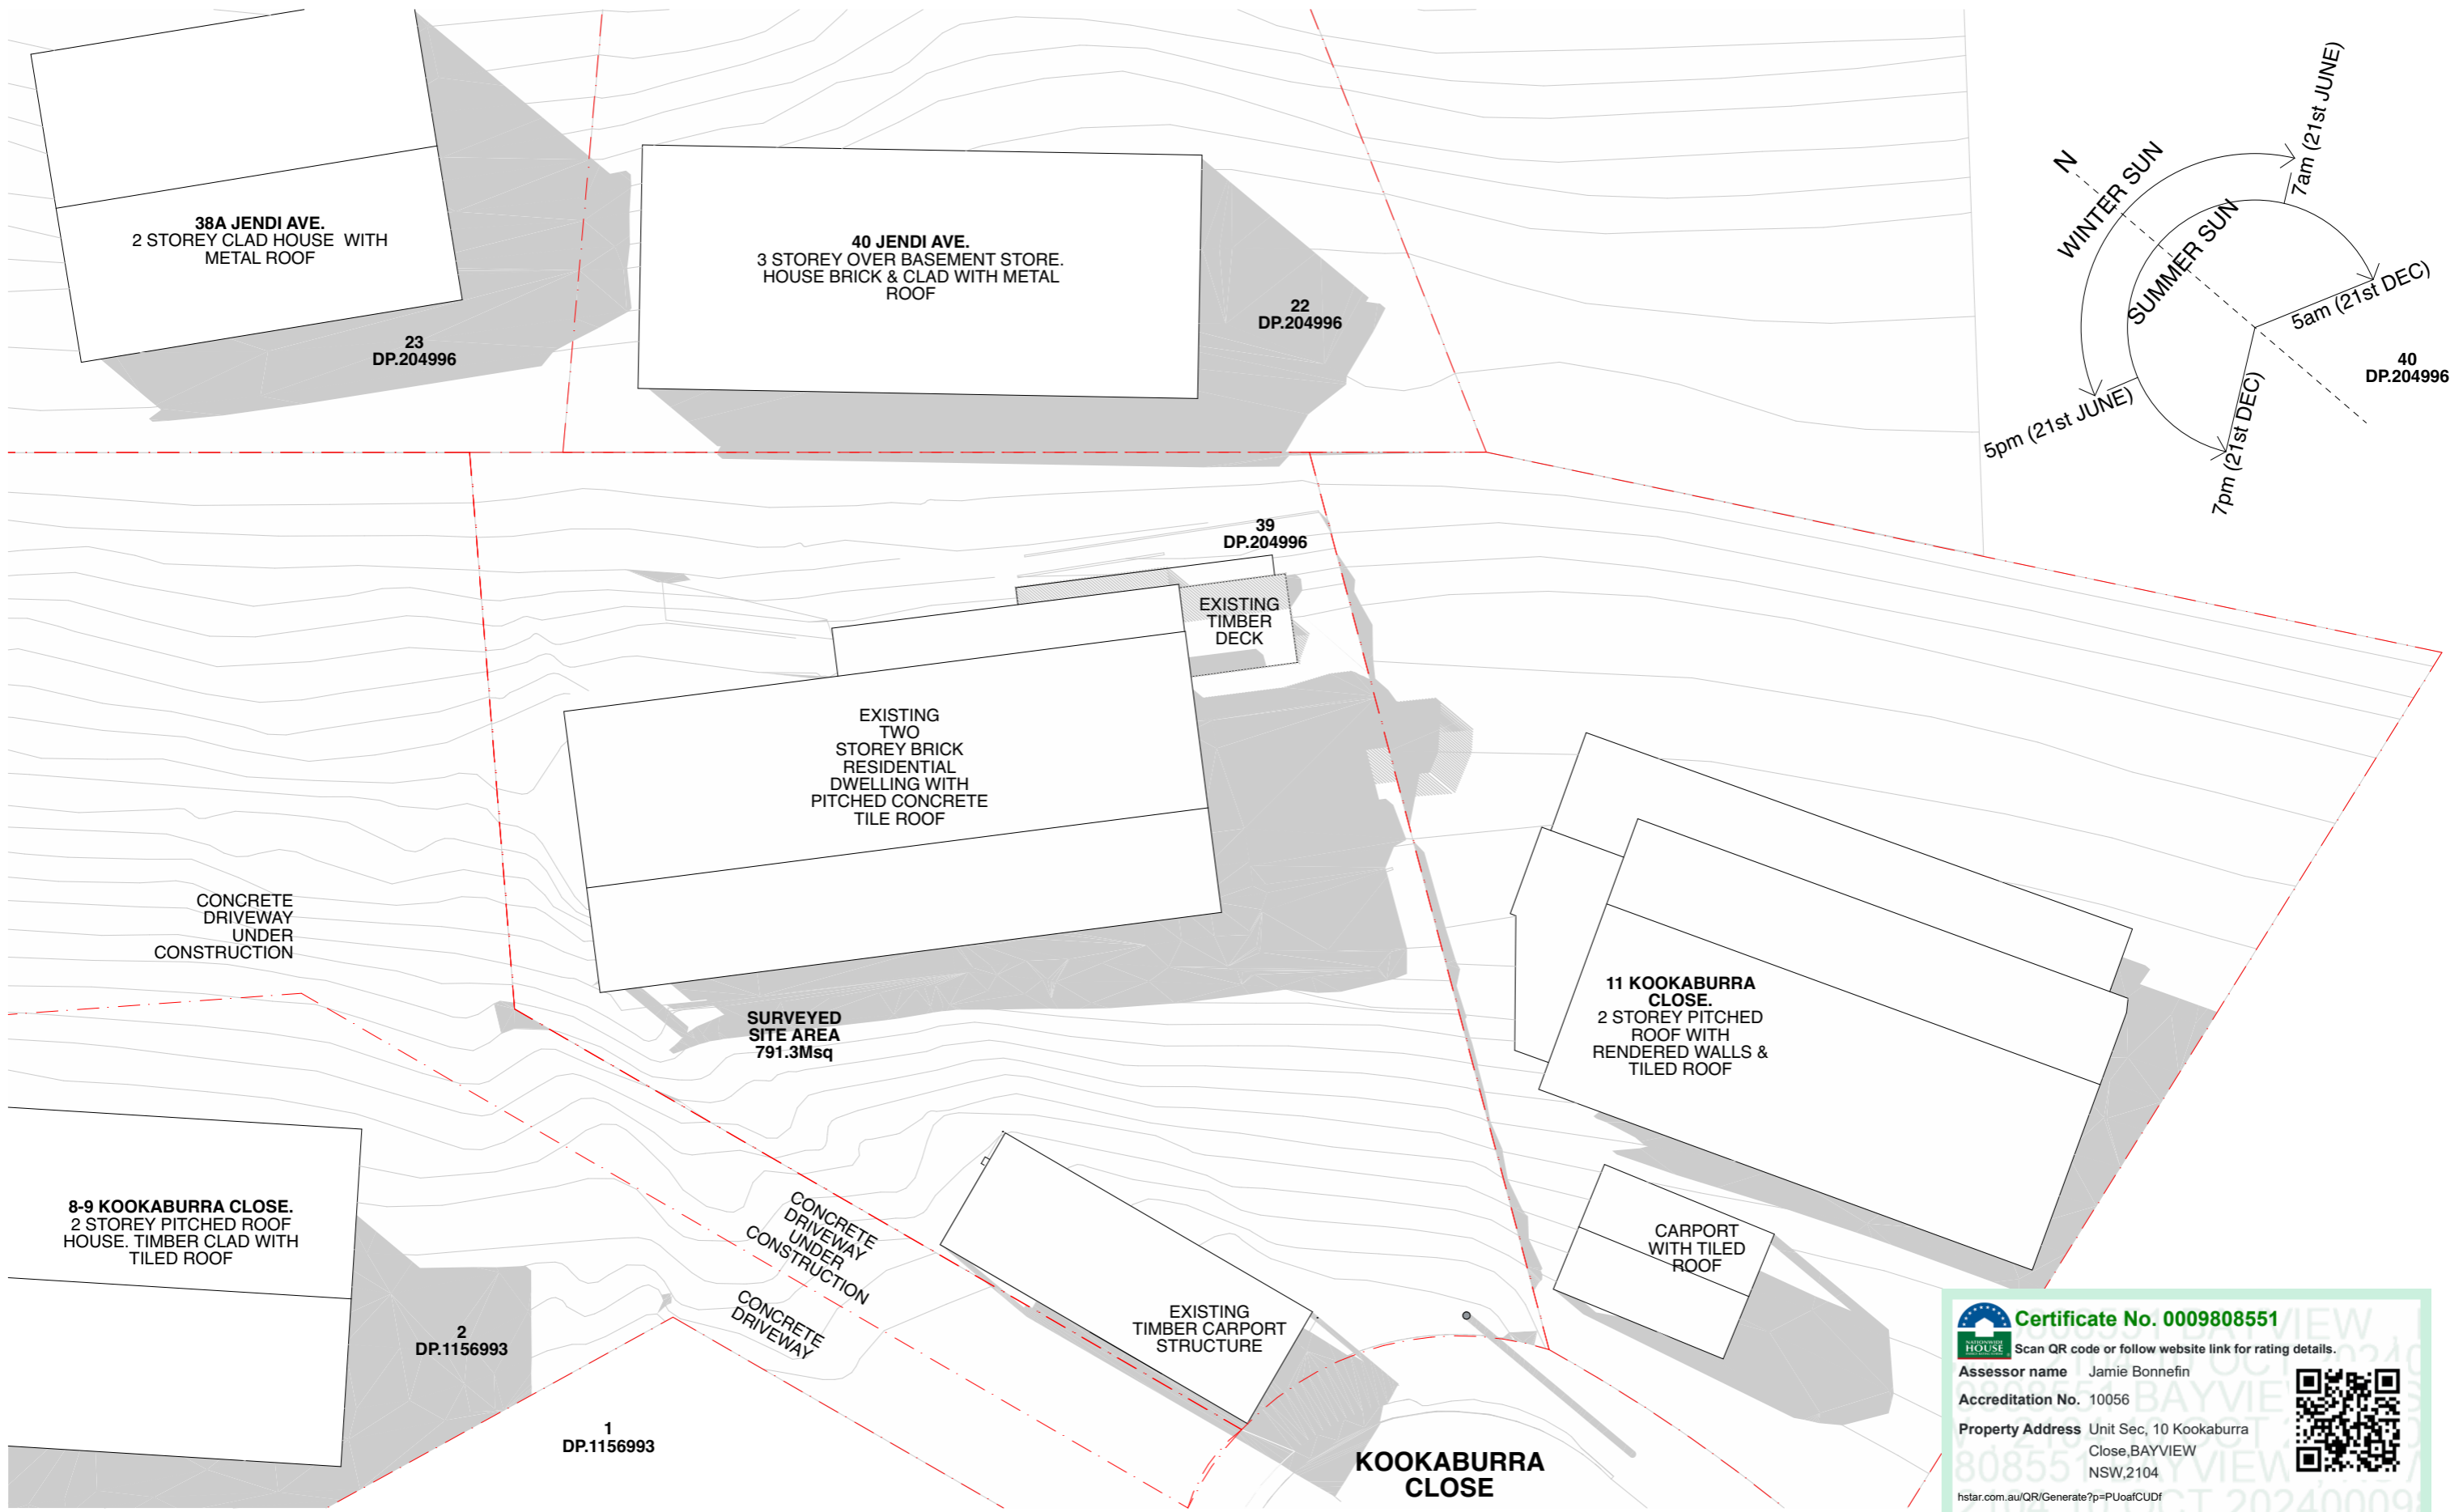 38A JENDI AVE.
2 STOREY CLAD HOUSE WITH
METAL ROOF
23
DP.204996
40 JENDI AVE.
3 STOREY OVER BASEMENT STORE.
HOUSE BRICK & CLAD WITH METAL
ROOF
22
DP.204996
N
WINTER SUN
SUMMER SUN
7am (21st JUNE)
5am (21st DEC)
5pm (21st JUNE)
7pm (21st DEC)
40
DP.204996
39
DP.204996
EXISTING
TIMBER
DECK
EXISTING
TWO
STOREY BRICK
RESIDENTIAL
DWELLING WITH
PITCHED CONCRETE
TILE ROOF
CONCRETE
DRIVEWAY
UNDER
CONSTRUCTION
SURVEYED
SITE AREA
791.3Msq
11 KOOKABURRA
CLOSE.
2 STOREY PITCHED
ROOF WITH
RENDERED WALLS &
TILED ROOF
8-9 KOOKABURRA CLOSE.
2 STOREY PITCHED ROOF
HOUSE. TIMBER CLAD WITH
TILED ROOF
2
DP.1156993
CONCRETE
DRIVEWAY
UNDER
CONSTRUCTION
CONCRETE
DRIVEWAY
EXISTING
TIMBER CARPORT
STRUCTURE
CARPORT
WITH TILED
ROOF
1
DP.1156993
KOOKABURRA
CLOSE
Certificate No. 0009808551
NATIONWIDE
HOUSE
Scan QR code or follow website link for rating details.
Assessor name Jamie Bonnefin
Accreditation No. 10056
Property Address Unit Sec, 10 Kookaburra
Close,BAYVIEW
NSW,2104
hstar.com.au/QR/Generate?p=PUoafCUDf